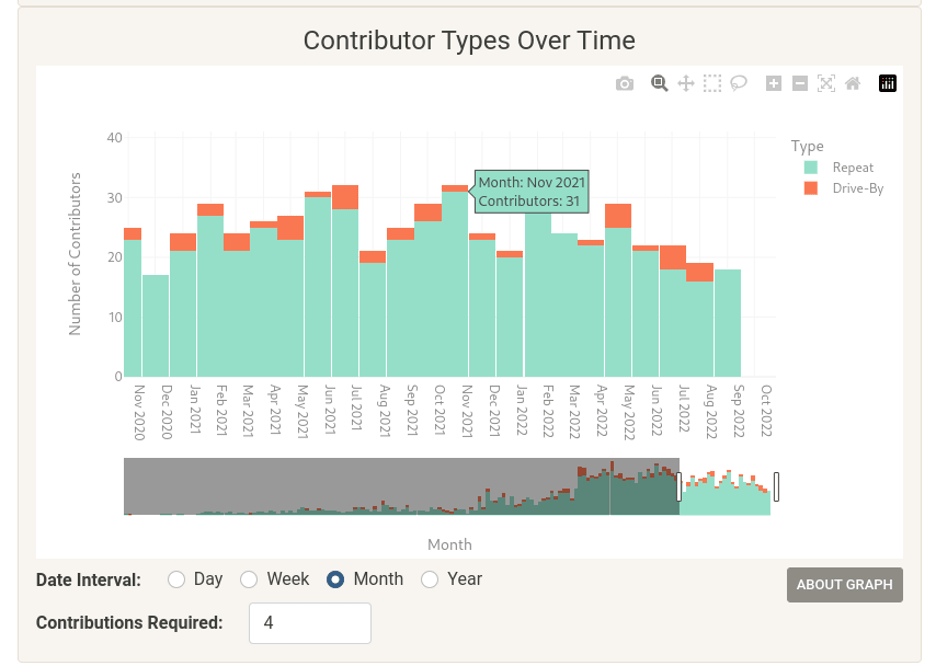 Contributor Types Over Time
40
30
20
10
0
Number of Contributors
Month: Nov 2021
Contributors: 31
Type
Repeat
Drive-By
Nov 2020
Dec 2020
Jan 2021
Feb 2021
Mar 2021
Apr 2021
May 2021
Jun 2021
Jul 2021
Aug 2021
Sep 2021
Oct 2021
Nov 2021
Dec 2021
Jan 2022
Feb 2022
Mar 2022
Apr 2022
May 2022
Jun 2022
Jul 2022
Aug 2022
Sep 2022
Oct 2022
Month
Date Interval: Day Week Month Year
ABOUT GRAPH
Contributions Required: 4